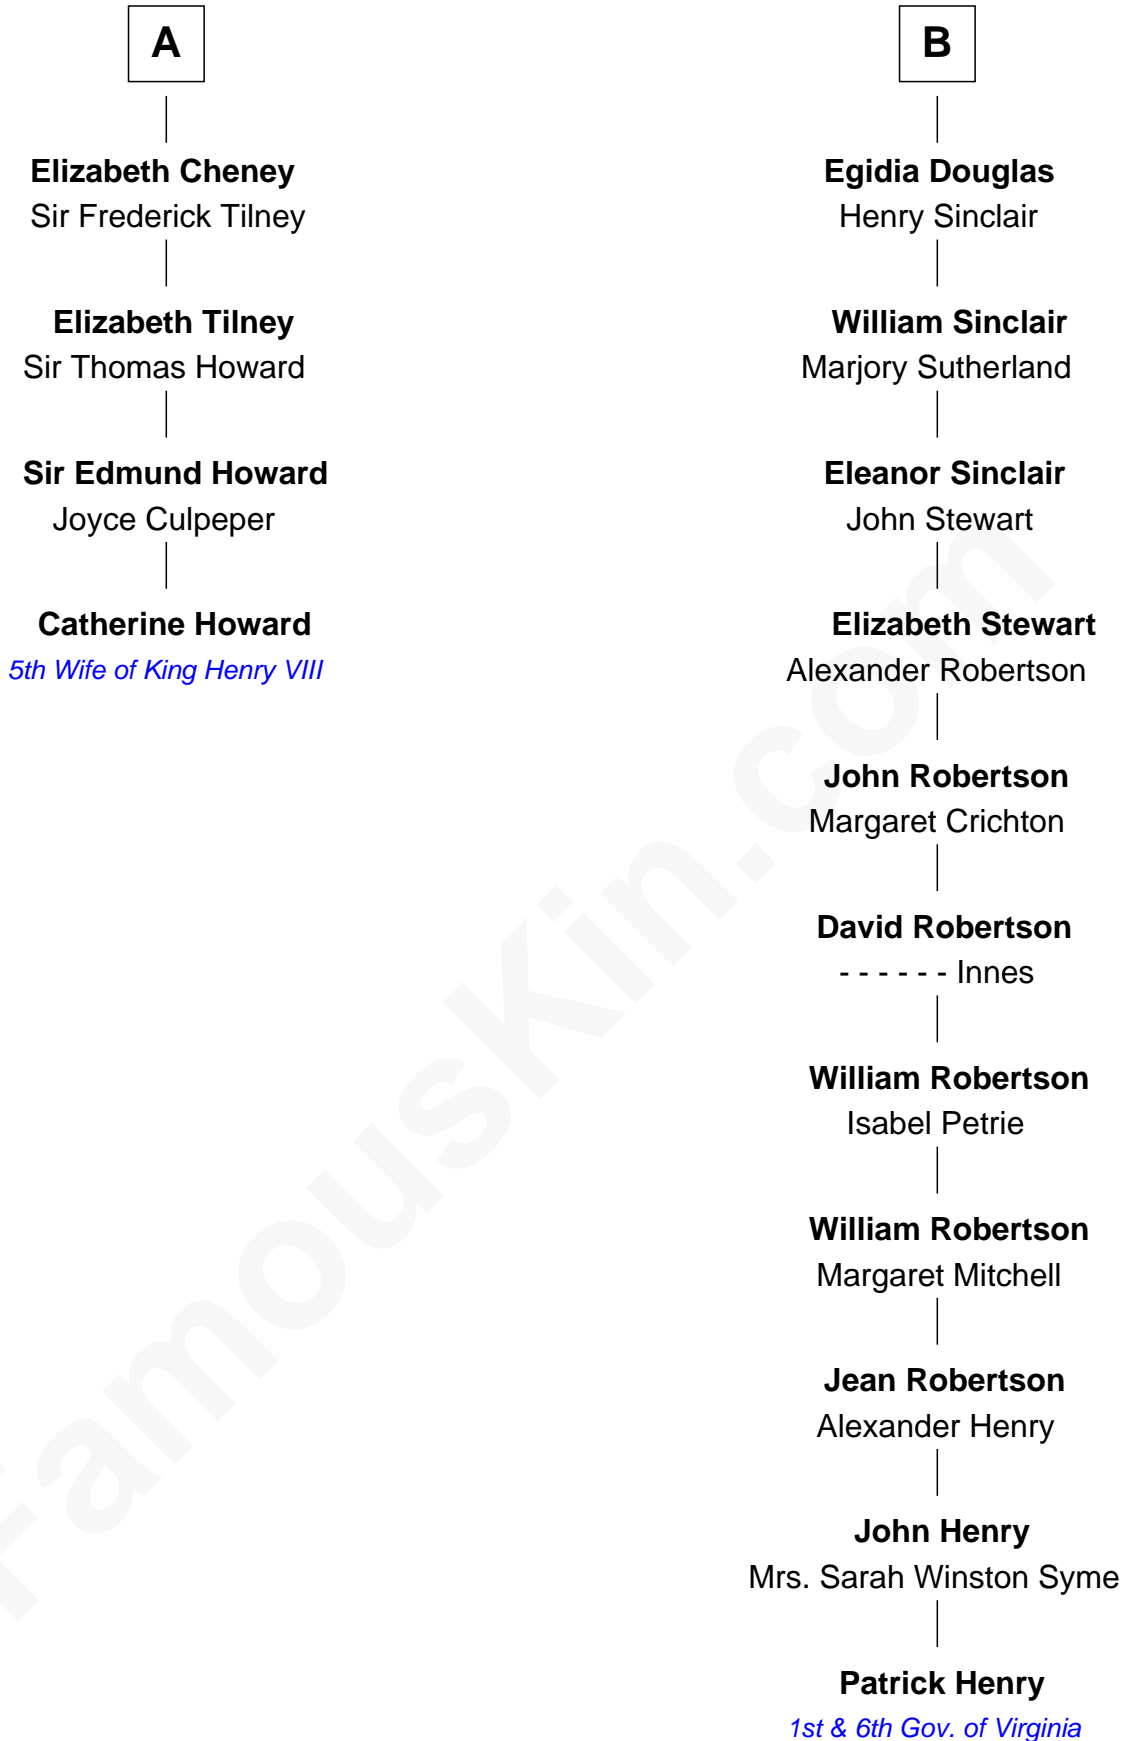 A
Elizabeth Cheney
Sir Frederick Tilney
Elizabeth Tilney
Sir Thomas Howard
Sir Edmund Howard
Joyce Culpeper
Catherine Howard
5th Wife of King Henry VIII
B
Egidia Douglas
Henry Sinclair
William Sinclair
Marjory Sutherland
Eleanor Sinclair
John Stewart
Elizabeth Stewart
Alexander Robertson
John Robertson
Margaret Crichton
David Robertson
- - - - - - Innes
William Robertson
Isabel Petrie
William Robertson
Margaret Mitchell
Jean Robertson
Alexander Henry
John Henry
Mrs. Sarah Winston Syme
Patrick Henry
1st & 6th Gov. of Virginia
FamousKin.com